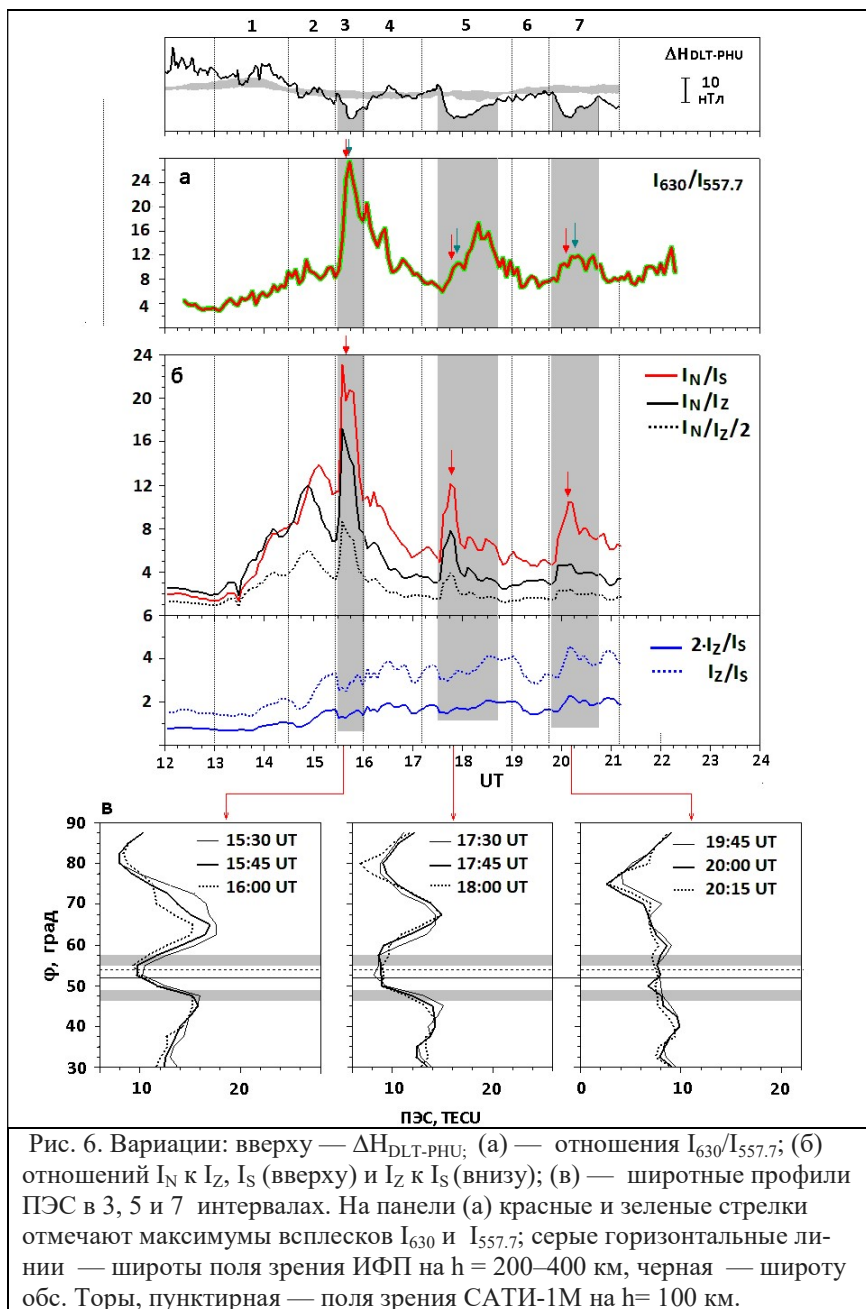 1 2 3 4 5 6 7
ΔHDLT-PHU
10
нТл
а
I630/I557.7
24
20
16
12
8
4
б
24
20
16
12
8
4
IN/IS
IN/IZ
IN/IZ/2
6
4
2
2·IZ/IS
IZ/IS
12 13 14 15 16 17 18 19 20 21 22 23 24
UT
в
90
80
70
60
50
40
30
φ, град
15:30 UT
15:45 UT
16:00 UT
17:30 UT
17:45 UT
18:00 UT
19:45 UT
20:00 UT
20:15 UT
10 20 10 20 0 10 20
ПЭС, TECU
Рис. 6. Вариации: вверху — ΔHDLT-PHU; (а) — отношения I630/I557.7; (б)
отношений IN к IZ, IS (вверху) и IZ к IS (внизу); (в) — широтные профили
ПЭС в 3, 5 и 7 интервалах. На панели (а) красные и зеленые стрелки
отмечают максимумы всплесков I630 и I557.7; серые горизонтальные ли-
нии — широты поля зрения ИФП на h = 200–400 км, черная — широту
обс. Торы, пунктирная — поля зрения САТИ-1М на h= 100 км.